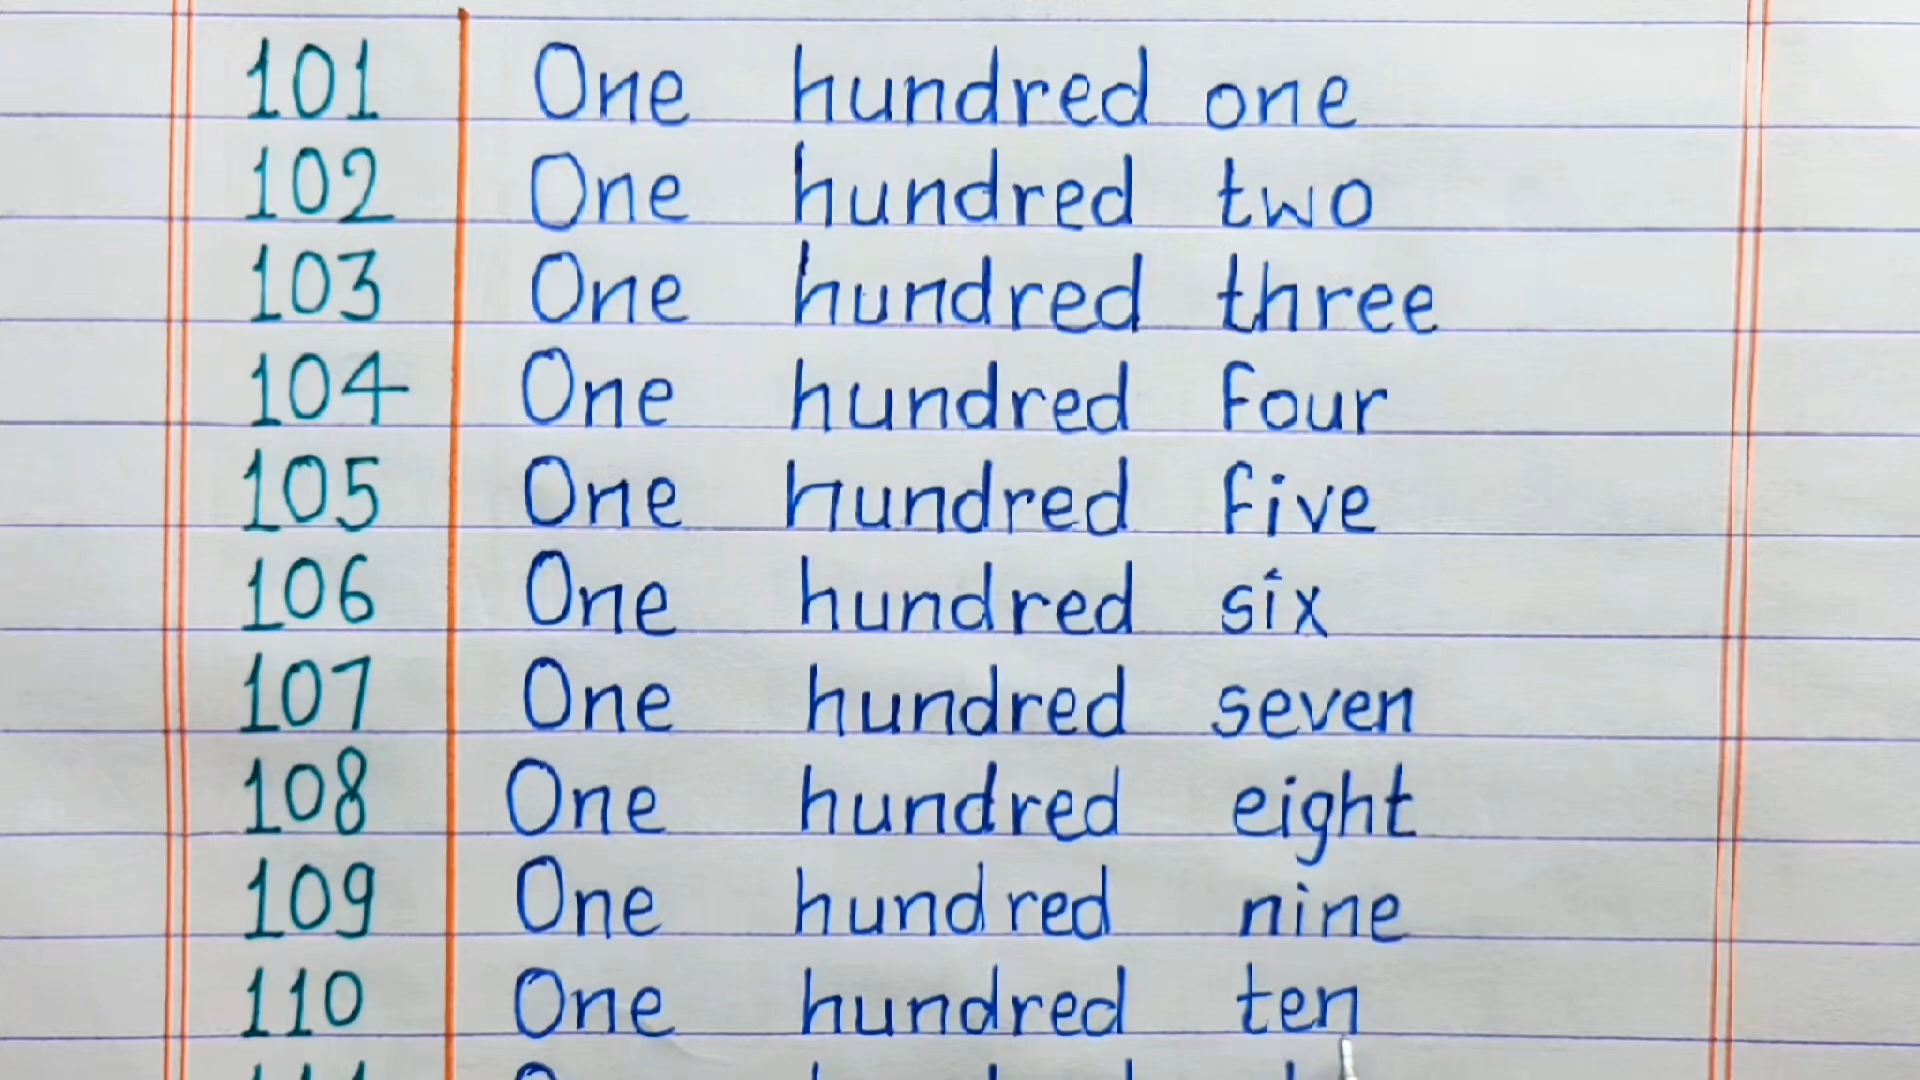 101 One hundred one
102 One hundred two
103 One hundred three
104 One hundred four
105 One hundred five
106 One hundred six
107 One hundred seven
108 One hundred eight
109 One hundred nine
110 One hundred ten